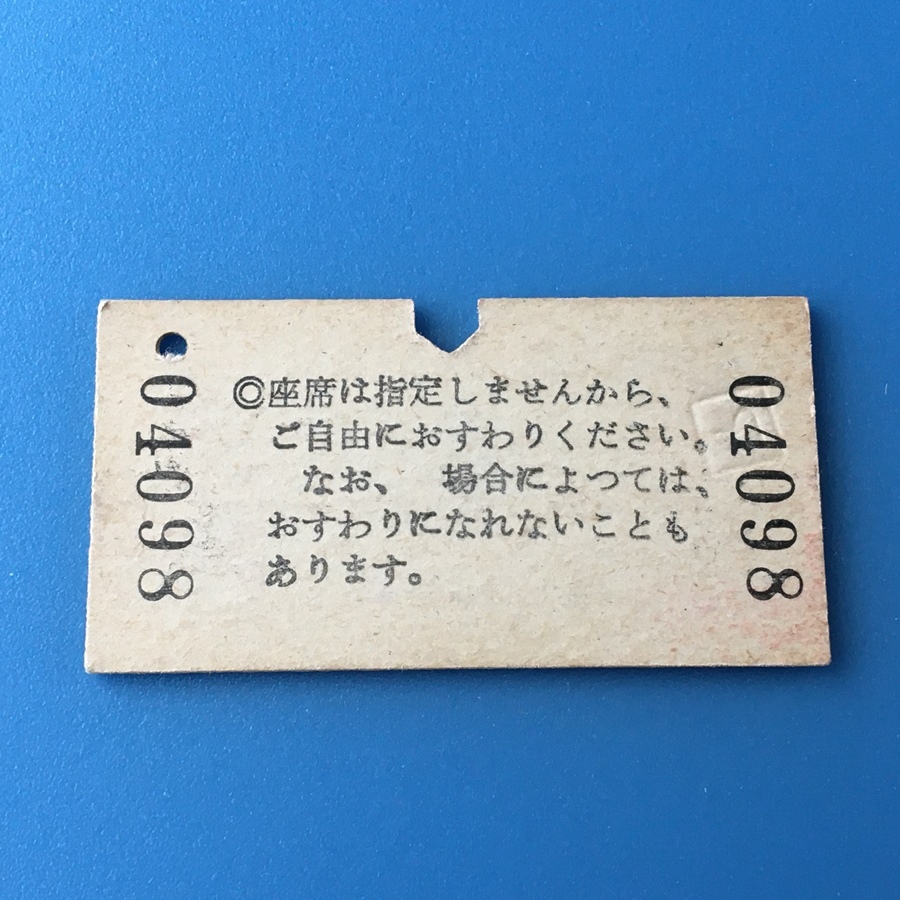 04098
◎座席は指定しませんから、
ご自由におすわりください。
なお、　場合によつては、
おすわりになれないことも
あります。
04098